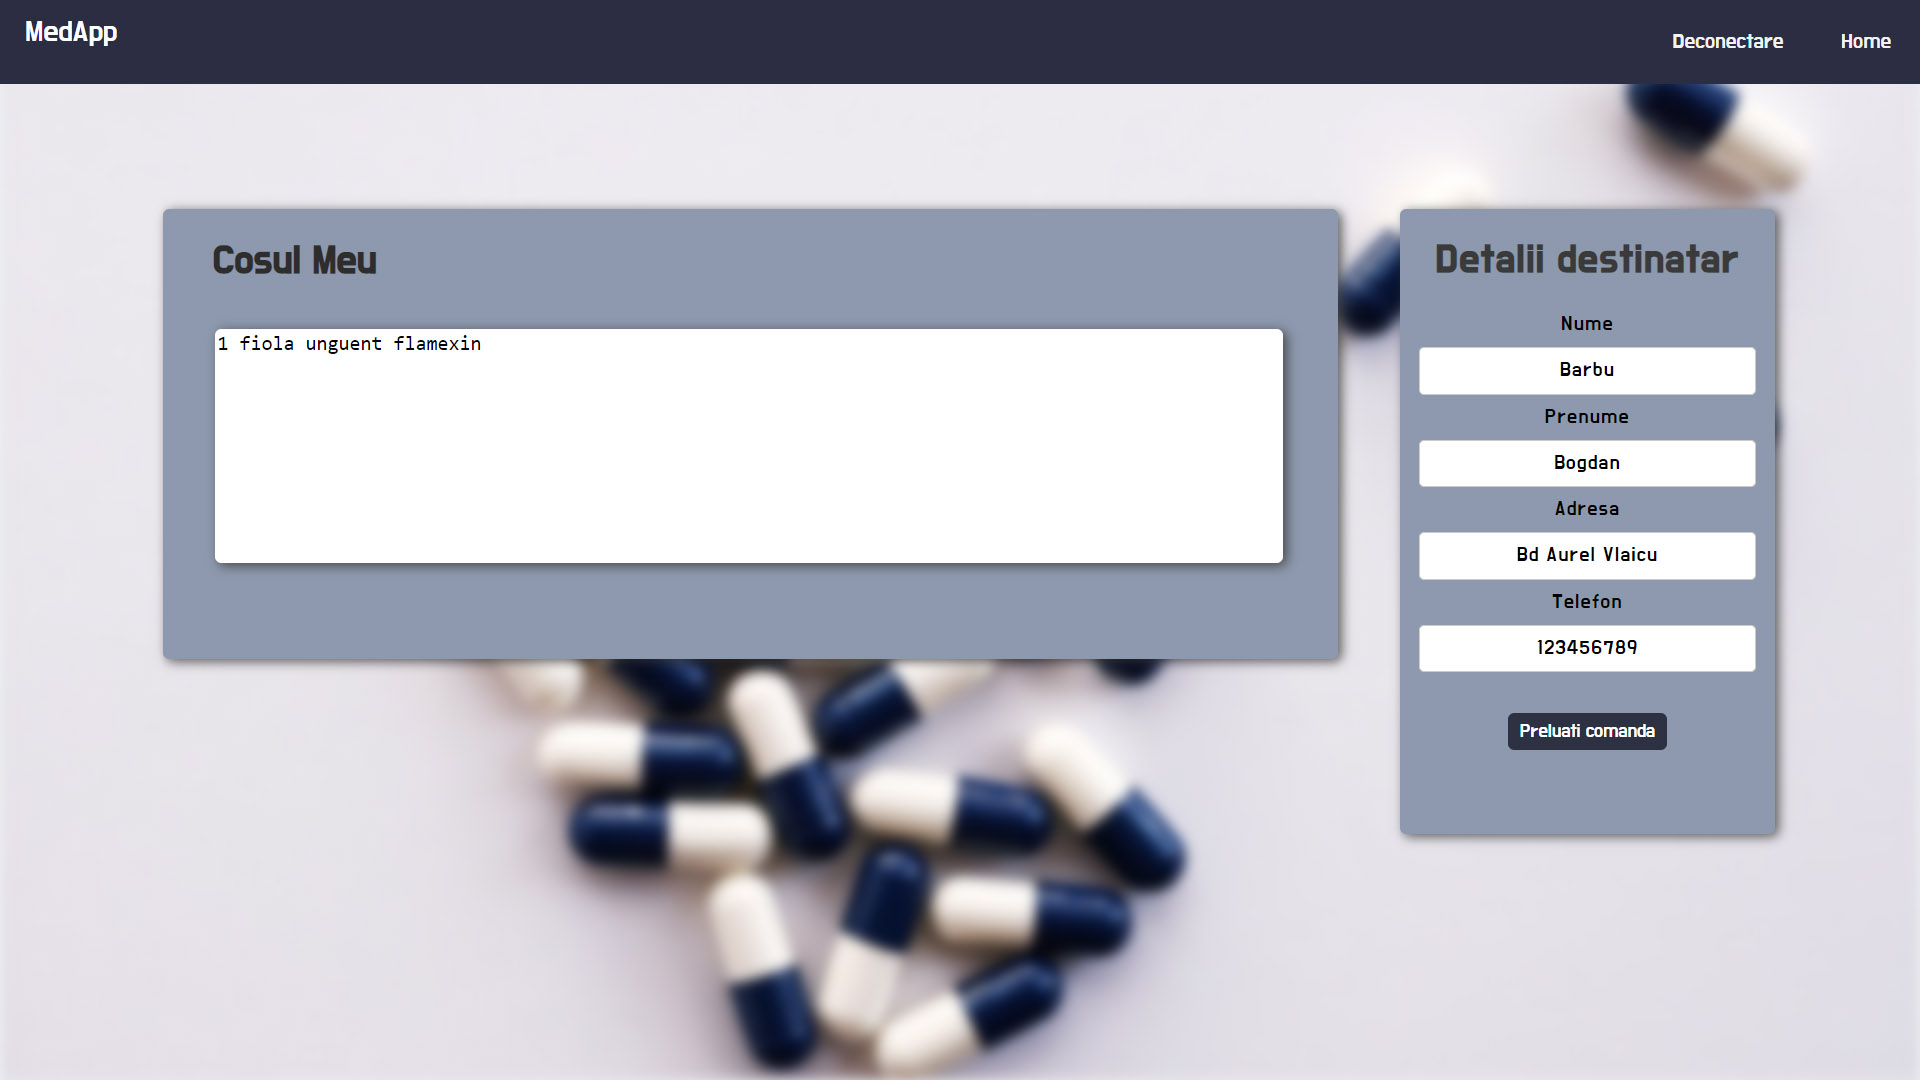 MedApp
Deconectare
Home
Cosul Meu
1 fiola unguent flamexin
Detalii destinatar
Nume
Barbu
Prenume
Bogdan
Adresa
Bd Aurel Vlaicu
Telefon
123456789
Preluati comanda